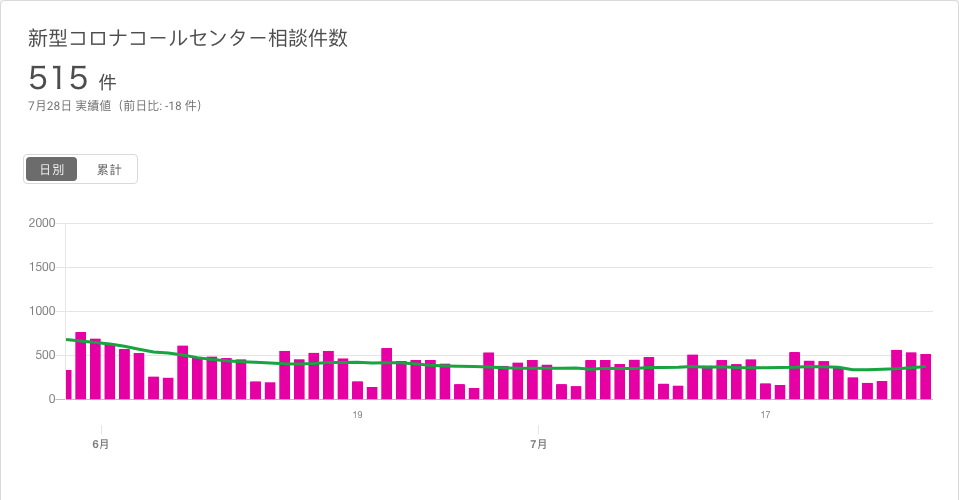 新型コロナコールセンター相談件数
515 件
7月28日 実績値（前日比: -18 件）
日別 累計
2000
1500
1000
500
0
19 17
6月 7月